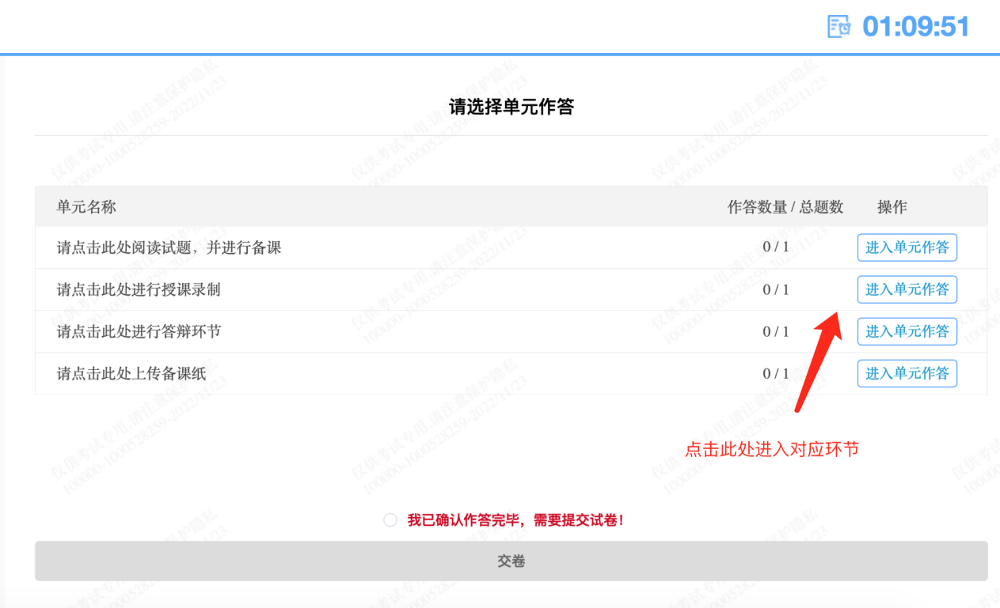 01:09:51
请选择单元作答
单元名称 作答数量 / 总题数 操作
请点击此处阅读试题，并进行备课 0 / 1 进入单元作答
请点击此处进行授课录制 0 / 1 进入单元作答
请点击此处进行答辩环节 0 / 1 进入单元作答
请点击此处上传备课纸 0 / 1 进入单元作答
点击此处进入对应环节
我已确认作答完毕，需要提交试卷！
交卷
仅供考试专用,请注意保护隐私
100000-1000528259-2022/11/23